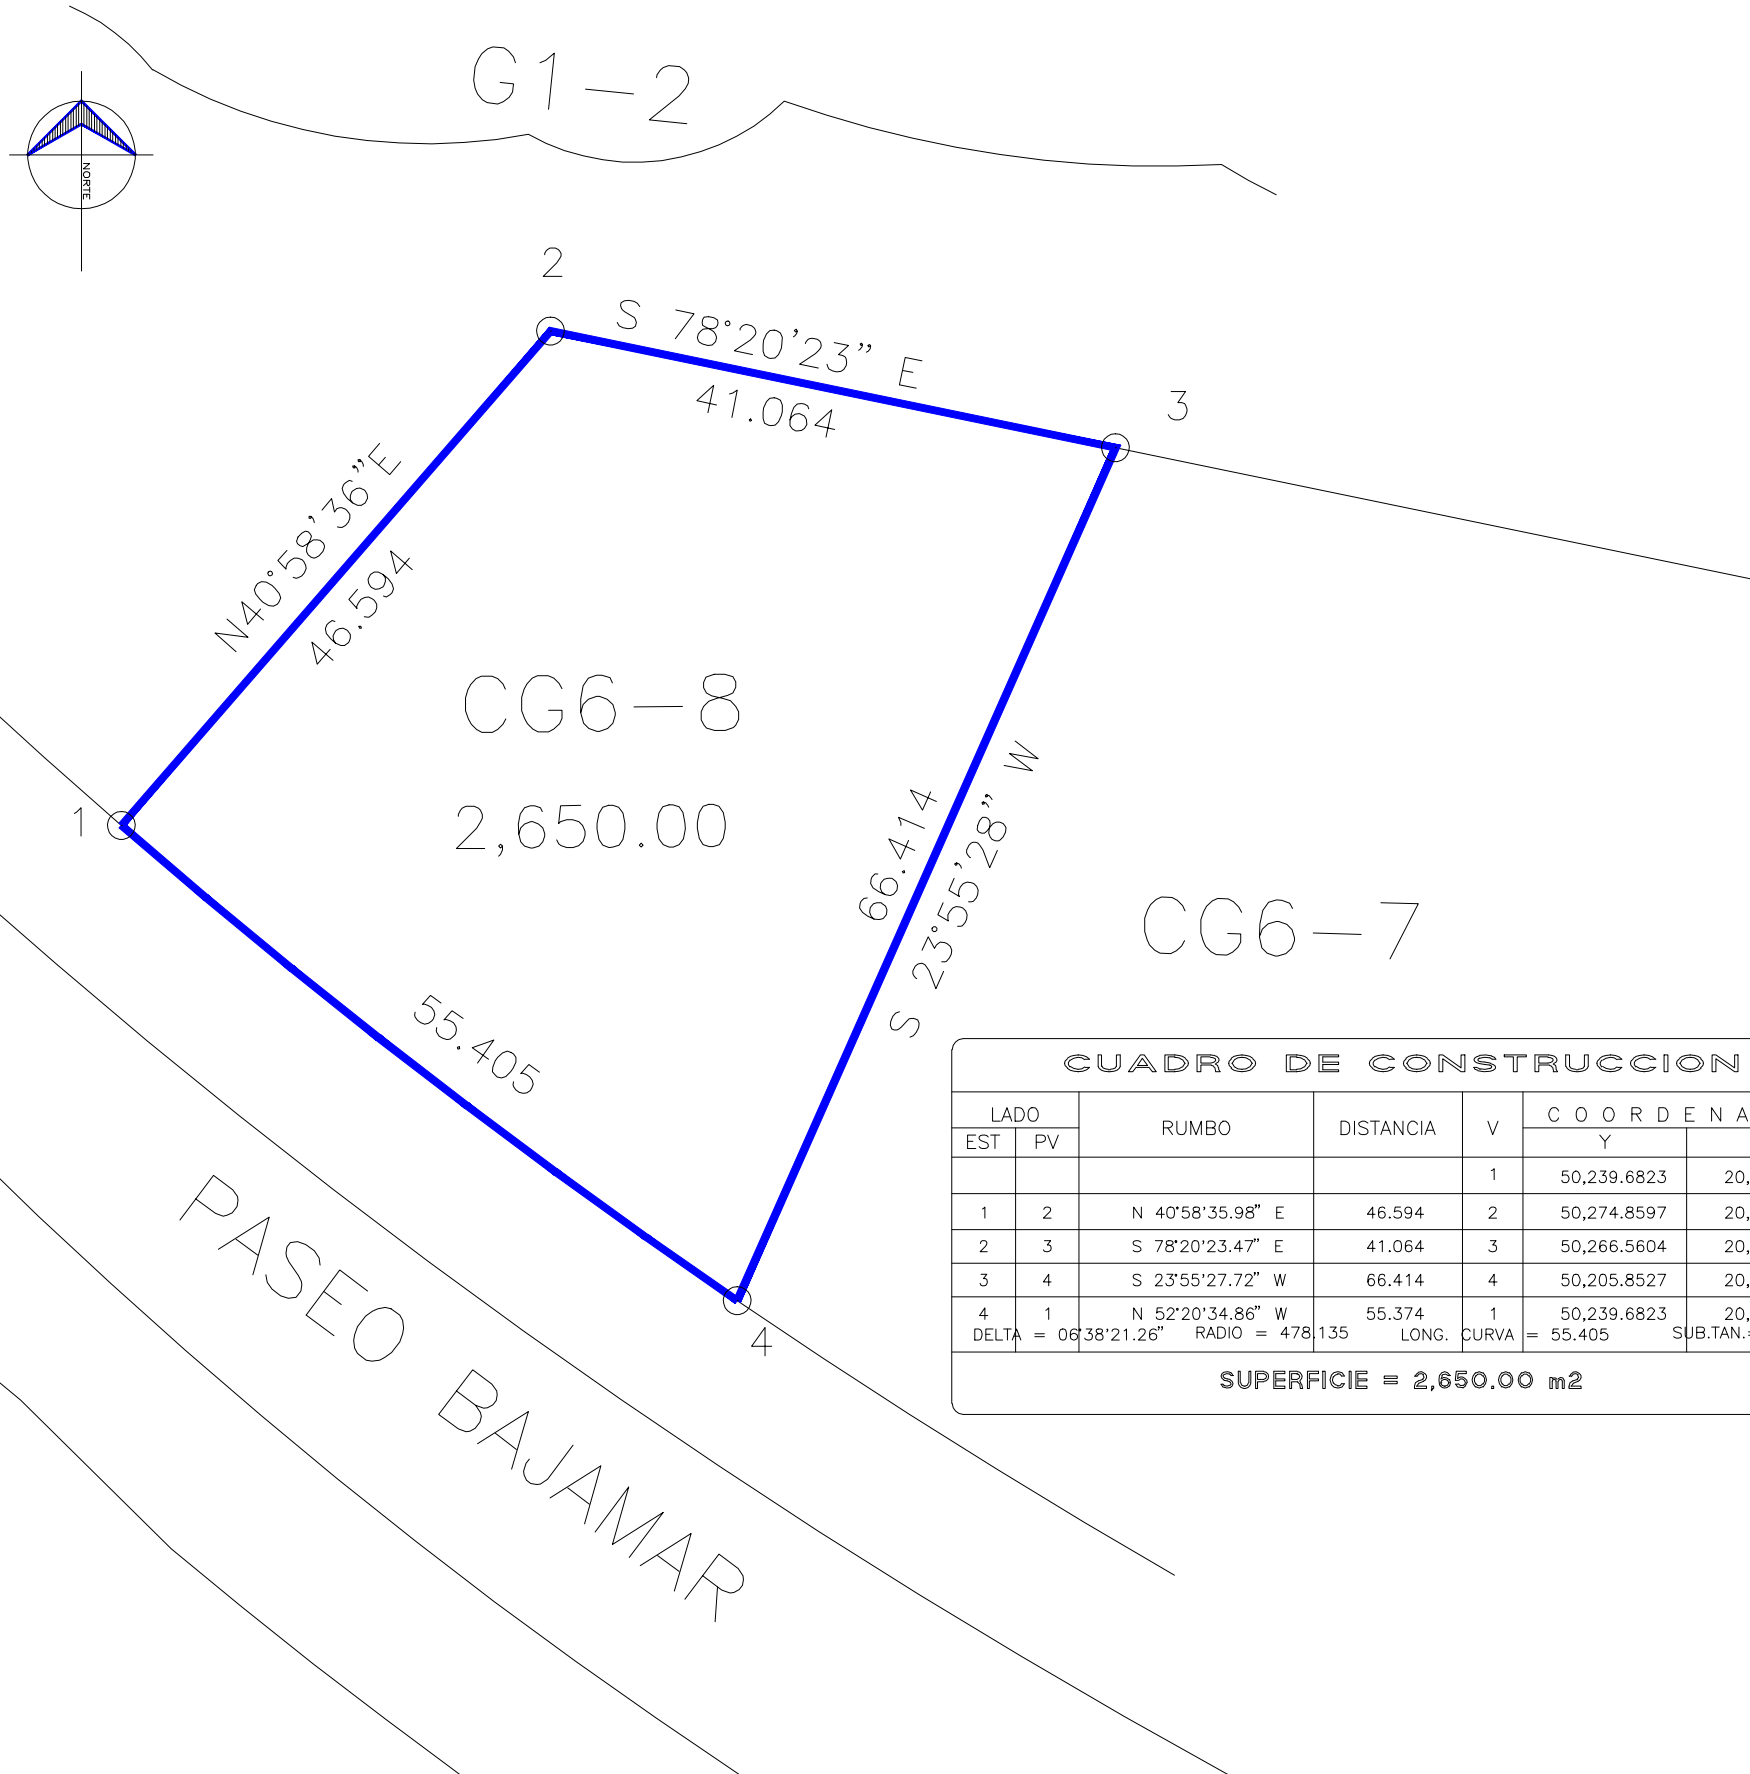 G1-2
NORTE
2
S 78°20'23" E
41.064
3
N40°58'36"E
46.594
CG6-8
2,650.00
1
66.414
S 23°55'28" W
CG6-7
55.405
4
PASEO BAJAMAR
CUADRO DE CONSTRUCCION
LADO RUMBO DISTANCIA V COORDENA
EST PV Y
1 50,239.6823 20,
1 2 N 40°58'35.98" E 46.594 2 50,274.8597 20,
2 3 S 78°20'23.47" E 41.064 3 50,266.5604 20,
3 4 S 23°55'27.72" W 66.414 4 50,205.8527 20,
4 1 N 52°20'34.86" W 55.374 1 50,239.6823 20,
DELTA = 06°38'21.26" RADIO = 478.135 LONG. CURVA = 55.405 SUB.TAN.=
SUPERFICIE = 2,650.00 m2